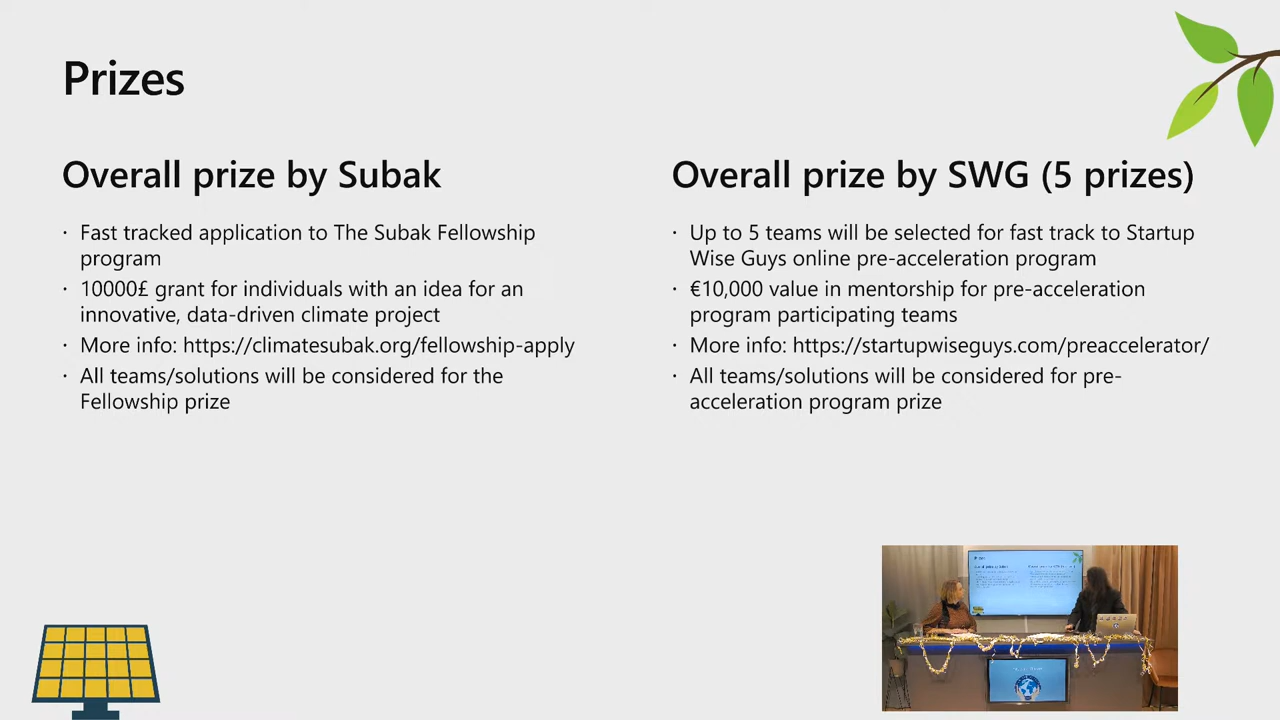 Prizes
Overall prize by Subak
· Fast tracked application to The Subak Fellowship
program
· 10000£ grant for individuals with an idea for an
innovative, data-driven climate project
· More info: https://climatesubak.org/fellowship-apply
· All teams/solutions will be considered for the
Fellowship prize
Overall prize by SWG (5 prizes)
· Up to 5 teams will be selected for fast track to Startup
Wise Guys online pre-acceleration program
· €10,000 value in mentorship for pre-acceleration
program participating teams
· More info: https://startupwiseguys.com/preaccelerator/
· All teams/solutions will be considered for pre-
acceleration program prize